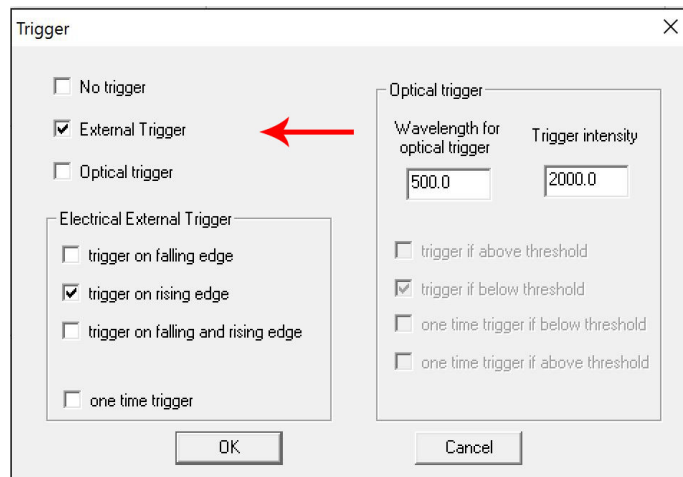 Trigger
No trigger
External Trigger
Optical trigger
Electrical External Trigger
trigger on falling edge
trigger on rising edge
trigger on falling and rising edge
one time trigger
Optical trigger
Wavelength for
optical trigger
Trigger intensity
500.0
2000.0
trigger if above threshold
trigger if below threshold
one time trigger if below threshold
one time trigger if above threshold
OK
Cancel